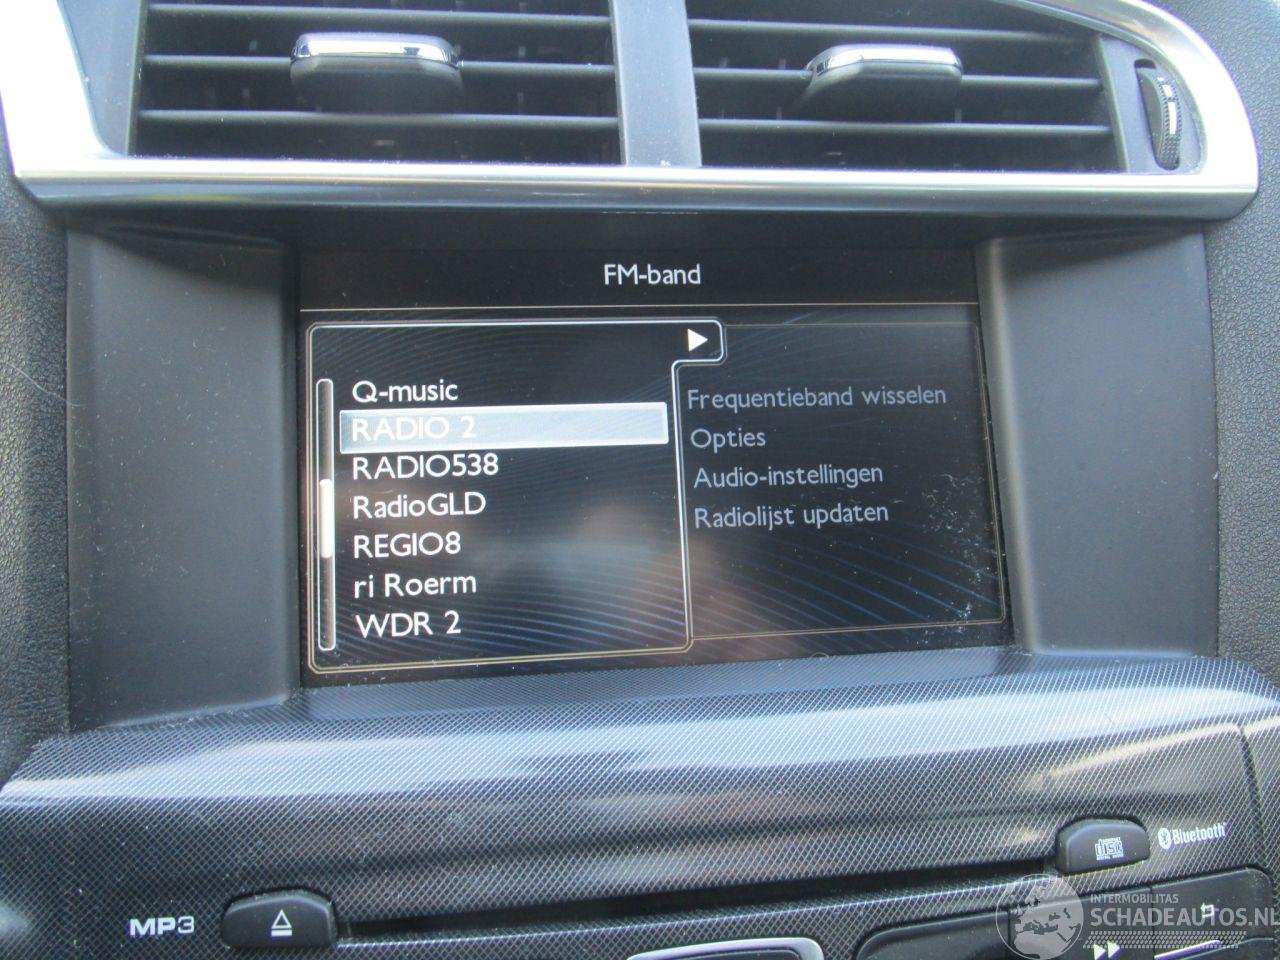 FM-band
Q-music
RADIO 2
RADIO538
RadioGLD
REGIO8
ri Roerm
WDR 2
Frequentieband wisselen
Opties
Audio-instellingen
Radiolijst updaten
disc
Bluetooth
MP3
INTERMOBILITAS
SCHADEAUTOS.NL